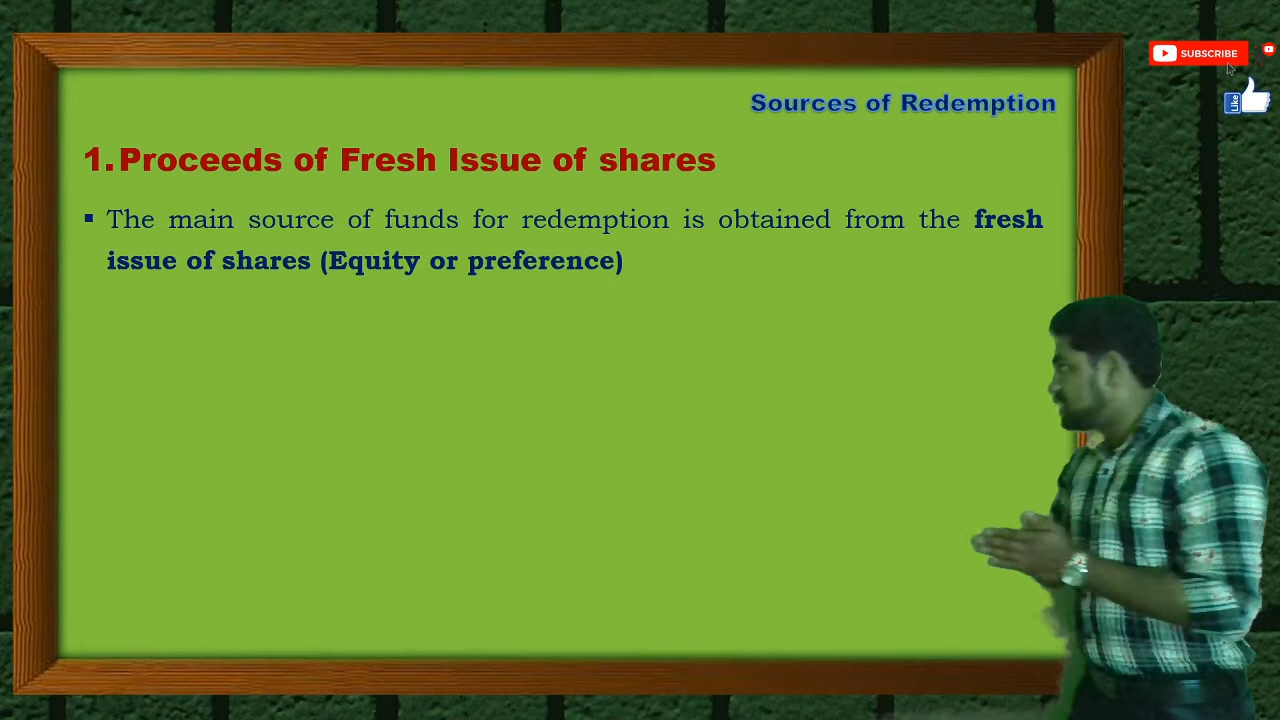 SUBSCRIBE
Like
Sources of Redemption
1. Proceeds of Fresh Issue of shares
▪ The main source of funds for redemption is obtained from the fresh
issue of shares (Equity or preference)